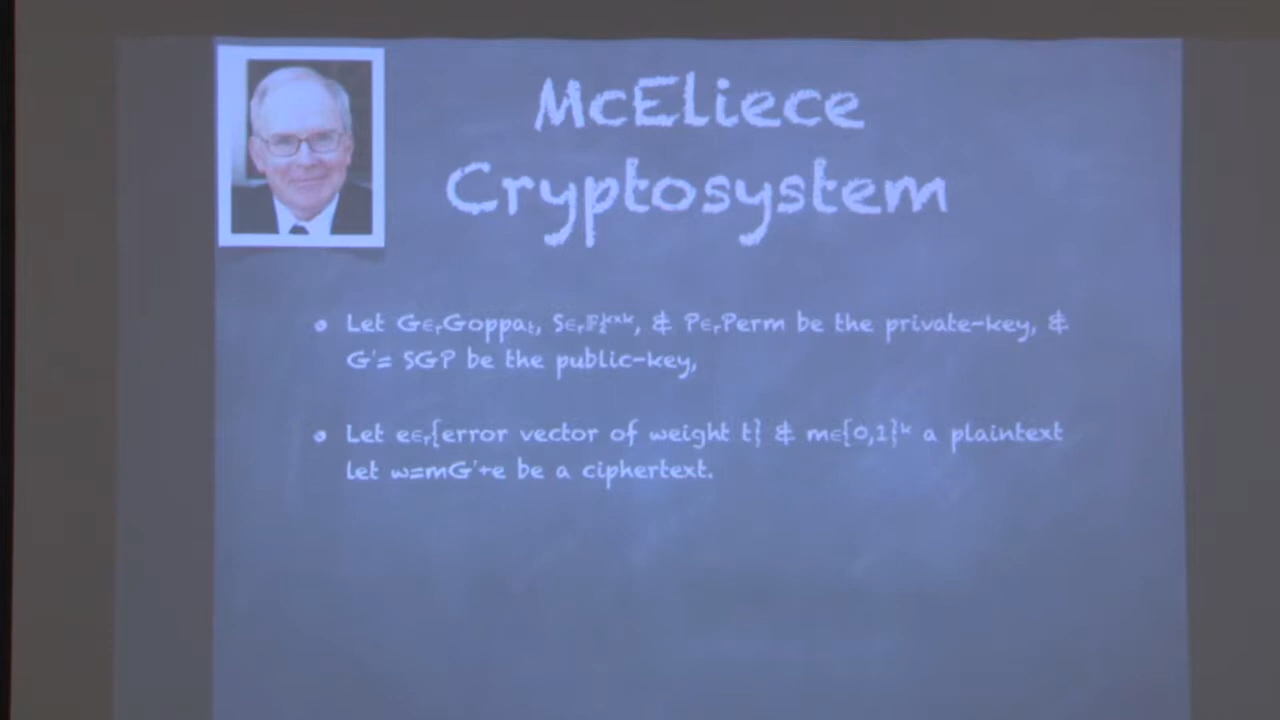 McEliece
Cryptosystem
• Let G∈ᵣGoppaₜ, S∈ᵣ𝔽₂ᵏˣᵏ, & P∈ᵣPerm be the private-key, &
G'= SGP be the public-key,
• Let e∈ᵣ{error vector of weight t} & m∈{0,1}ᵏ a plaintext
let w=mG'+e be a ciphertext.